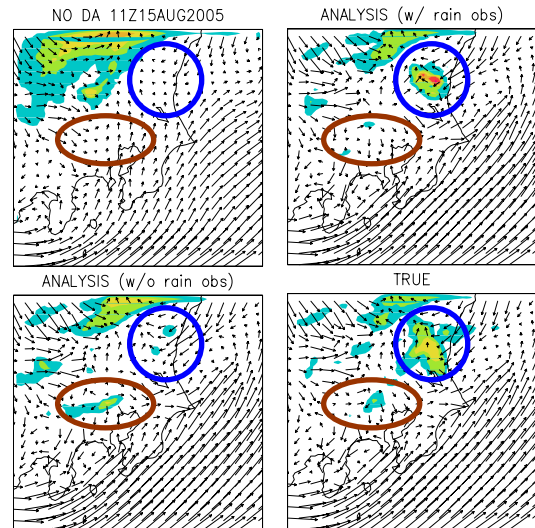 NO DA 11Z15AUG2005
ANALYSIS (w/ rain obs)
ANALYSIS (w/o rain obs)
TRUE